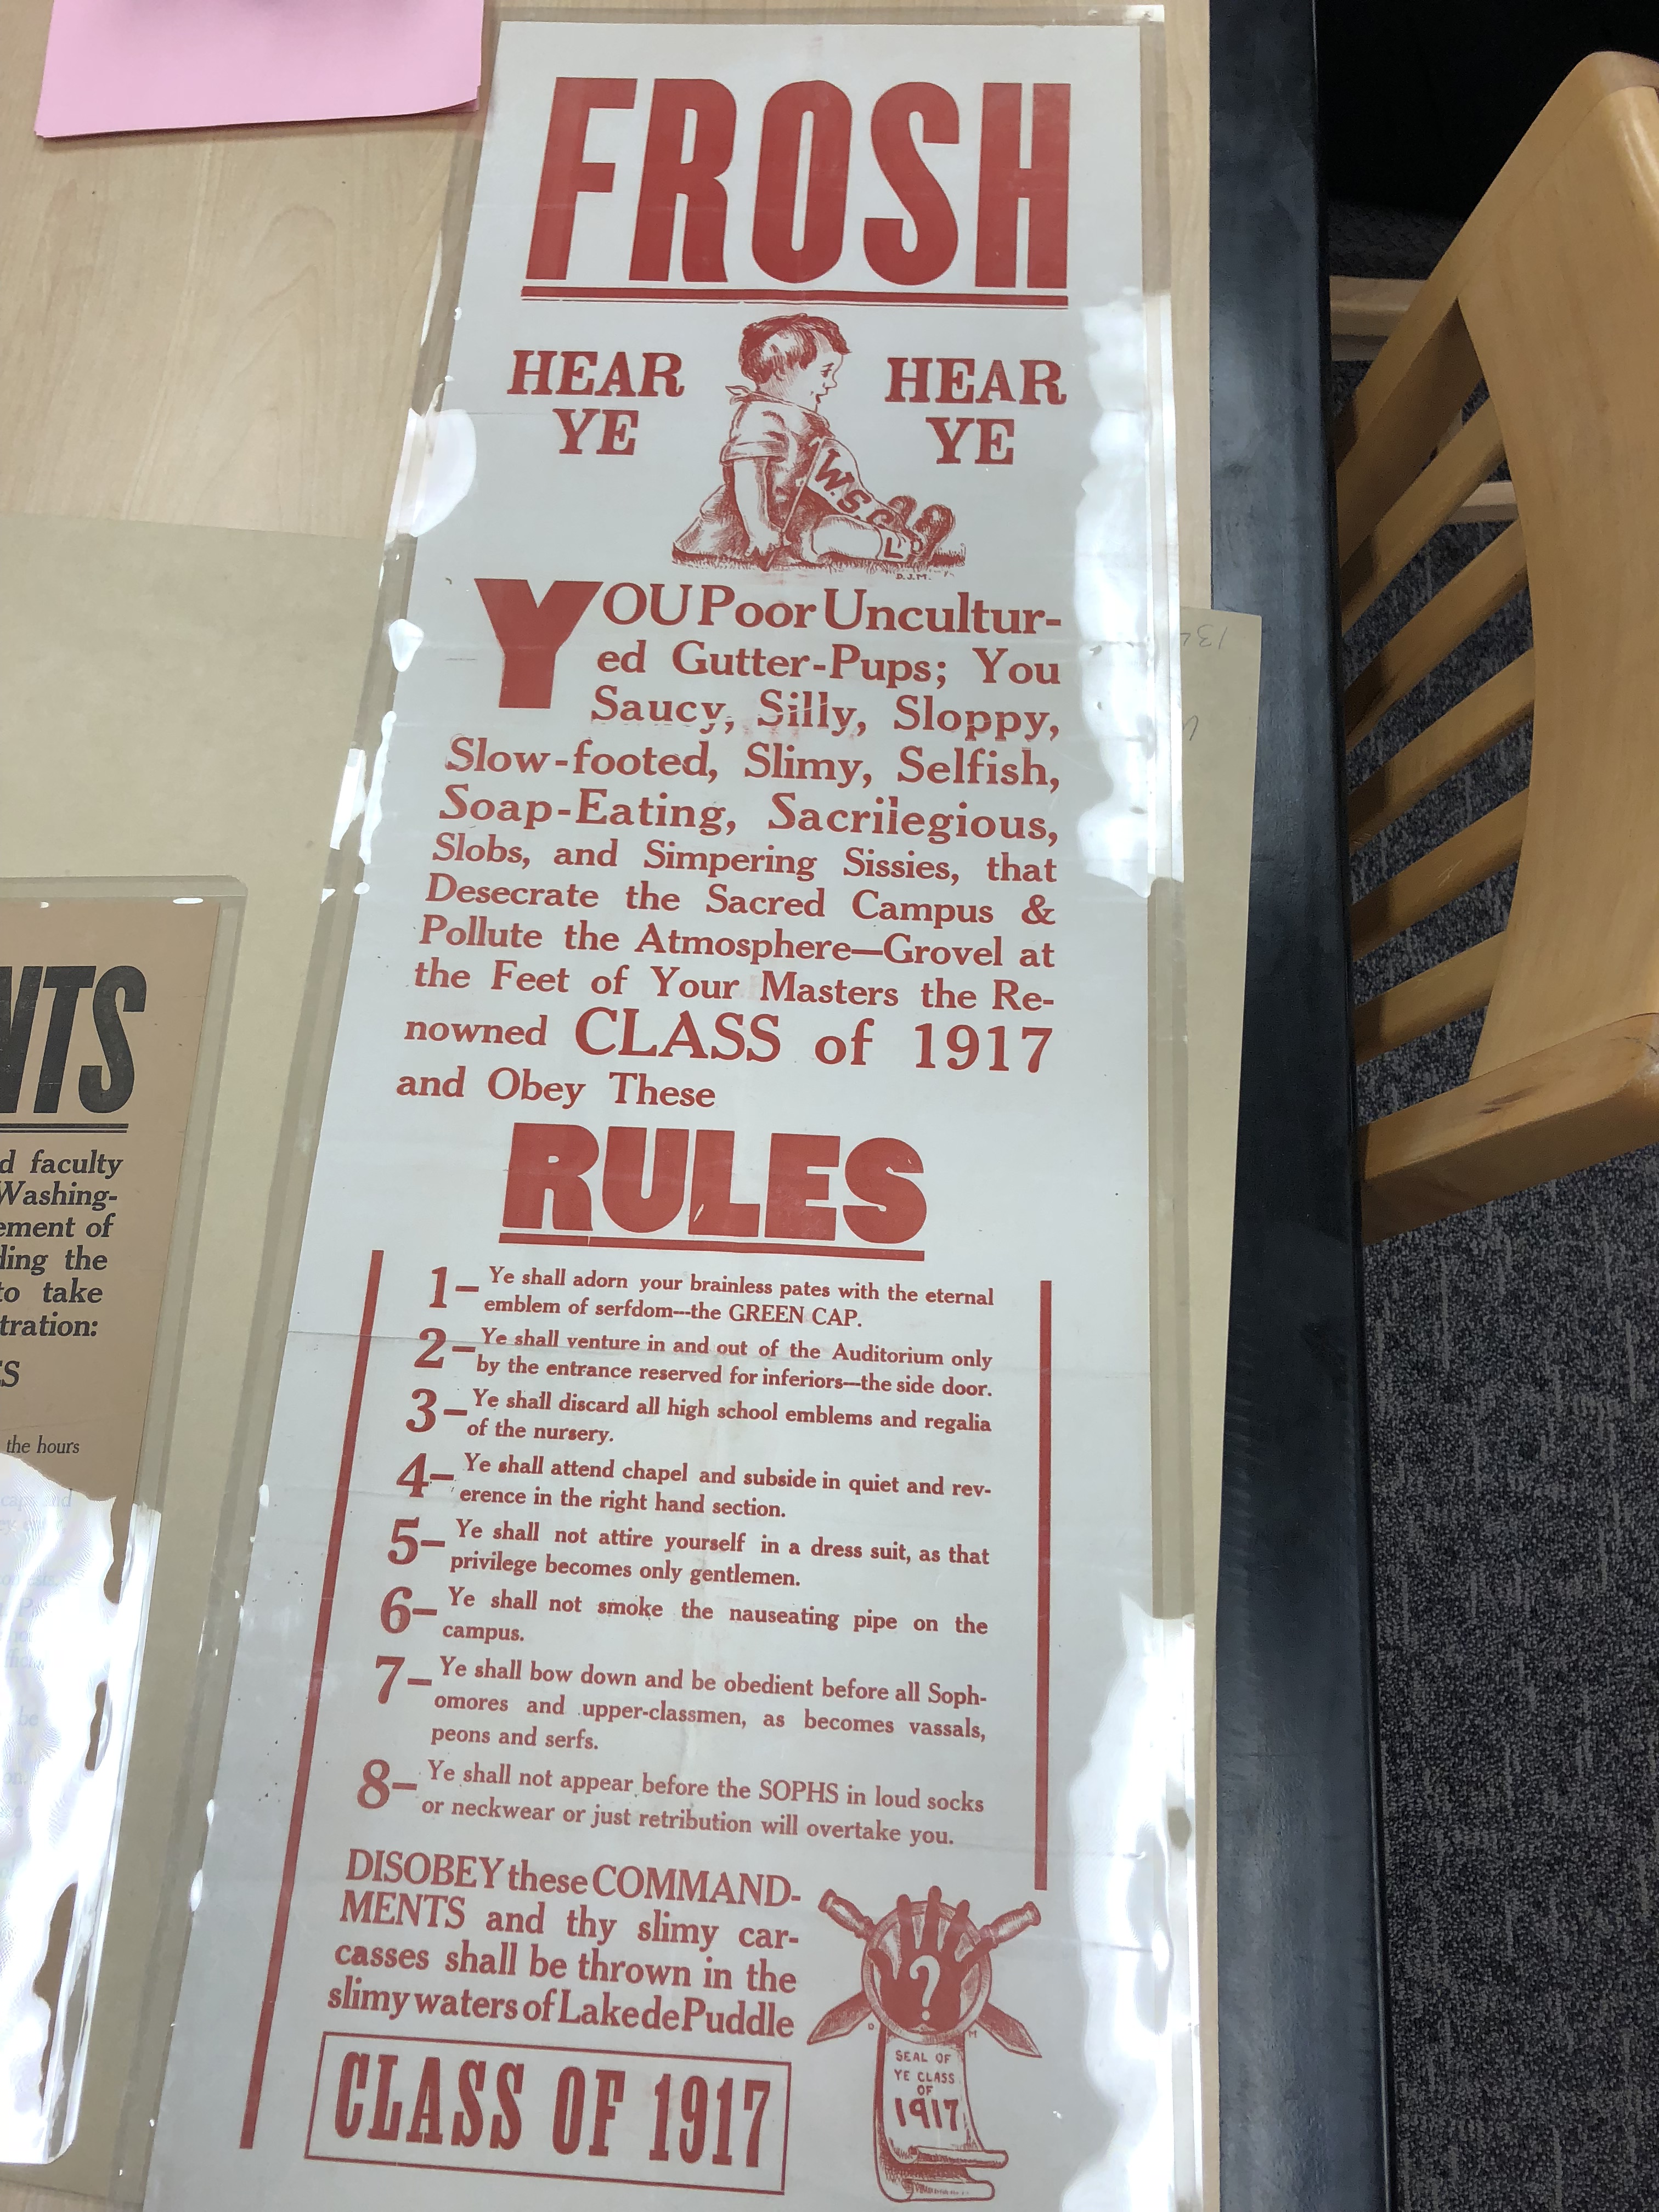 FROSH
HEAR
YE
HEAR
YE
W.S.C.
D.J.M.
YOU Poor Uncultur-
ed Gutter-Pups; You
Saucy, Silly, Sloppy,
Slow-footed, Slimy, Selfish,
Soap-Eating, Sacrilegious,
Slobs, and Simpering Sissies, that
Desecrate the Sacred Campus &
Pollute the Atmosphere—Grovel at
the Feet of Your Masters the Re-
nowned CLASS of 1917
and Obey These
RULES
1—Ye shall adorn your brainless pates with the eternal
emblem of serfdom---the GREEN CAP.
2—Ye shall venture in and out of the Auditorium only
by the entrance reserved for inferiors---the side door.
3—Ye shall discard all high school emblems and regalia
of the nursery.
4—Ye shall attend chapel and subside in quiet and rev-
erence in the right hand section.
5—Ye shall not attire yourself in a dress suit, as that
privilege becomes only gentlemen.
6—Ye shall not smoke the nauseating pipe on the
campus.
7—Ye shall bow down and be obedient before all Soph-
omores and upper-classmen, as becomes vassals,
peons and serfs.
8—Ye shall not appear before the SOPHS in loud socks
or neckwear or just retribution will overtake you.
DISOBEY these COMMAND-
MENTS and thy slimy car-
casses shall be thrown in the
slimy waters of Lake de Puddle
CLASS OF 1917
?
D M
SEAL OF
YE CLASS
OF
1917
NTS
d faculty
Washing-
ement of
ding the
to take
tration:
ES
the hours